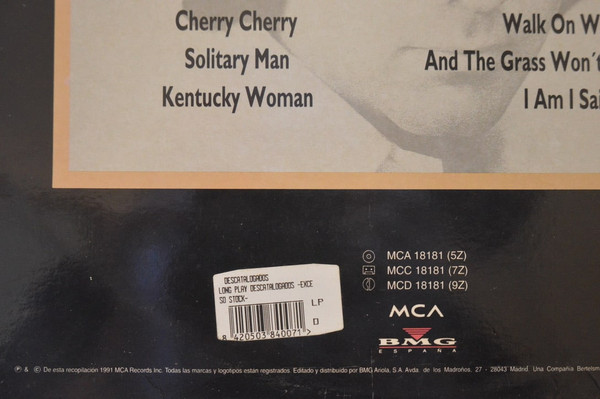 Cherry Cherry
Solitary Man
Kentucky Woman
Walk On W
And The Grass Won't
I Am I Sai
MCA 18181 (5Z)
MCC 18181 (7Z)
MCD 18181 (9Z)
MCA
BMG
ESPAÑA
DESCATALOGADOS
LONG PLAY DESCATALOGADOS -EXCE
SO STOCK-
LP
D
8 420503 840071 >
Ⓟ & © De esta recopilación 1991 MCA Records Inc. Todas las marcas y logotipos están registrados. Editado y distribuido por BMG Ariola, S.A. Avda. de los Madroños, 27 - 28043 Madrid. Una Compañía Bertelsm